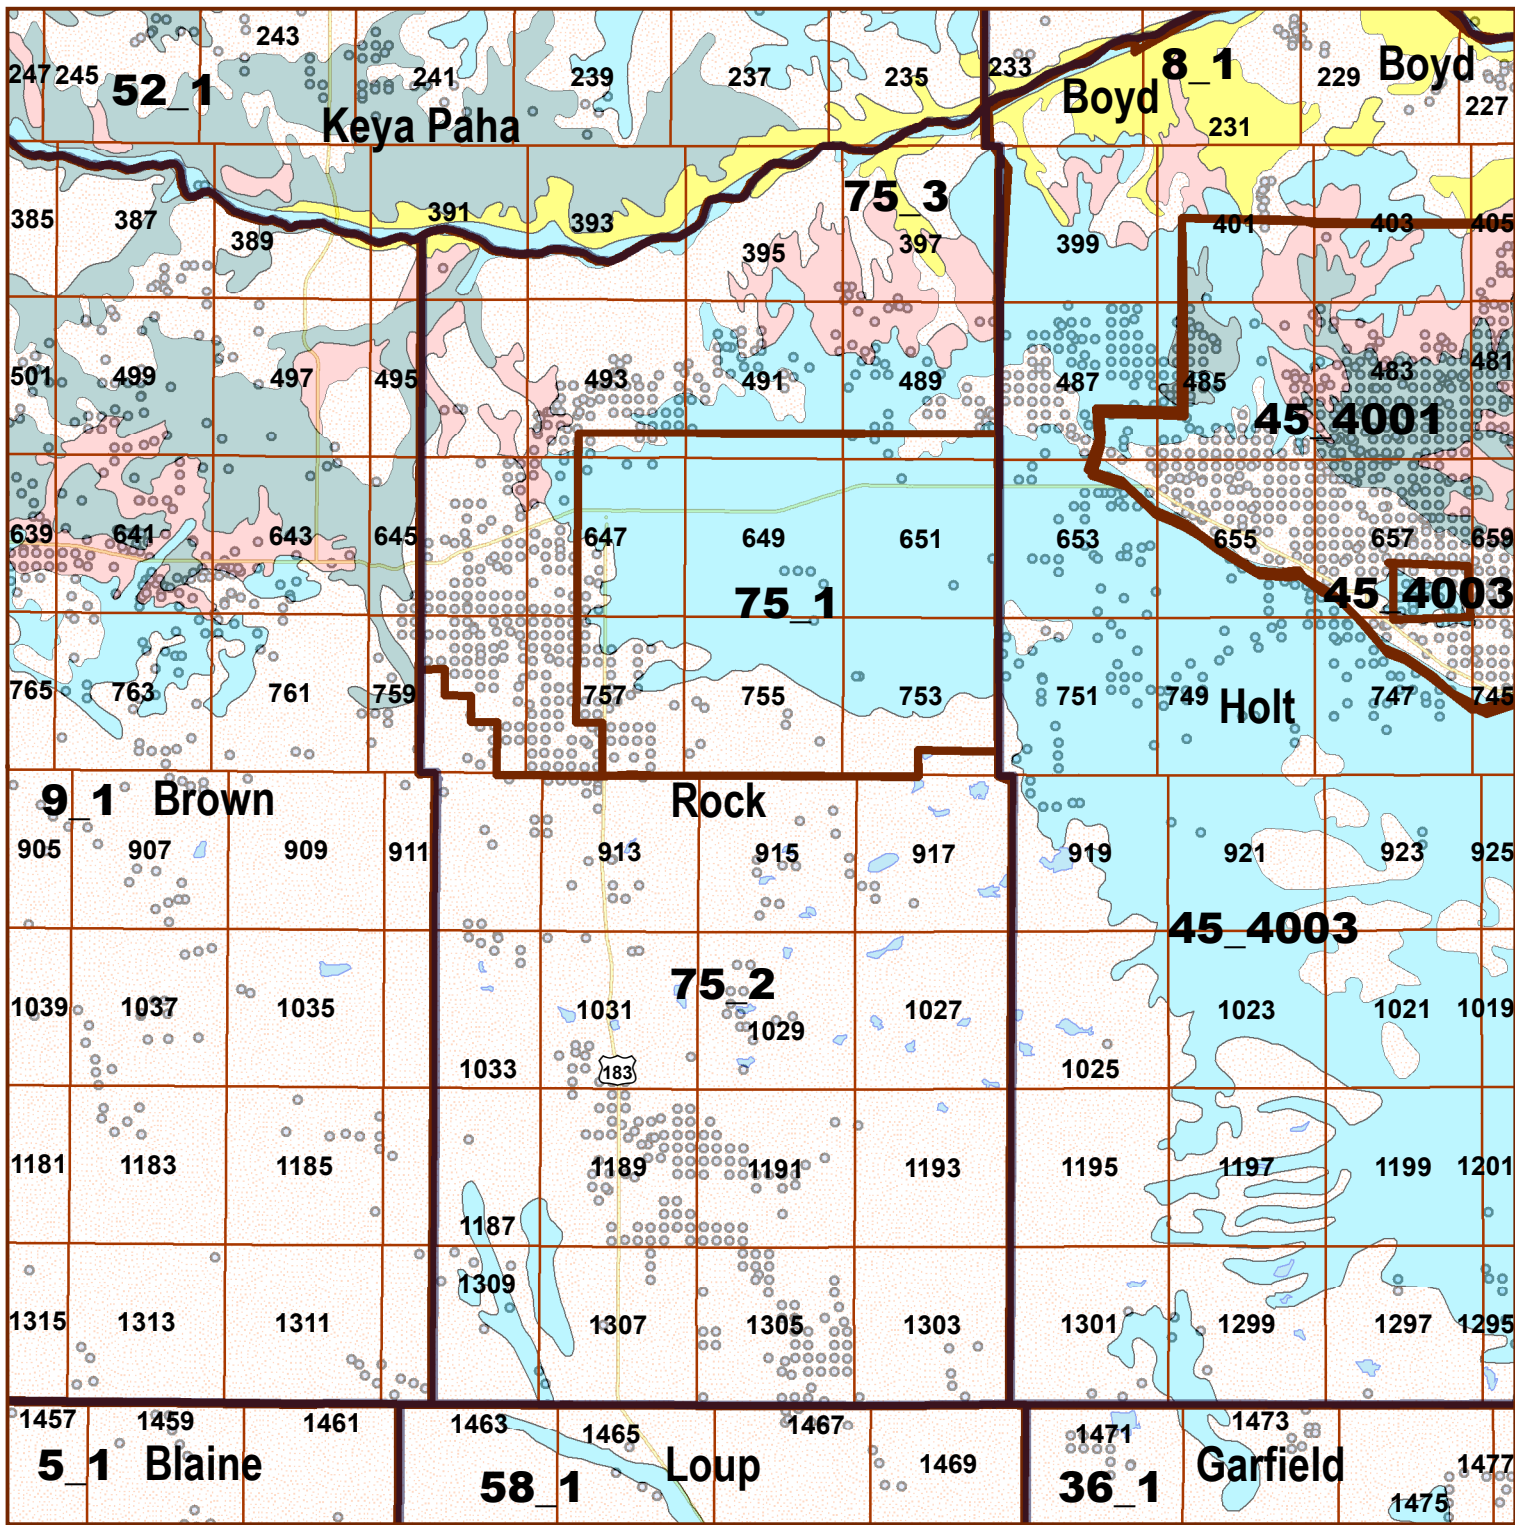 243
247 245 52_1 241 239 237 235 233 8_1 229 Boyd
Keya Paha Boyd 231 227
385 387 389 391 393 395 75_3 397 399 401 403 405
501 499 497 495 493 491 489 487 485 483 481
45_4001
639 641 643 645 647 649 651 653 655 657 659
75_1 45_4003
765 763 761 759 757 755 753 751 749 Holt 747 745
9_1 Brown Rock
905 907 909 911 913 915 917 919 921 923 925
45_4003
75_2
1039 1037 1035 1031 1029 1027 1023 1021 1019
1033 183 1025
1181 1183 1185 1189 1191 1193 1195 1197 1199 1201
1187
1309
1315 1313 1311 1307 1305 1303 1301 1299 1297 1295
1457 1459 1461 1463 1465 1467 1471 1473
5_1 Blaine 58_1 Loup 1469 36_1 Garfield 1477
1475